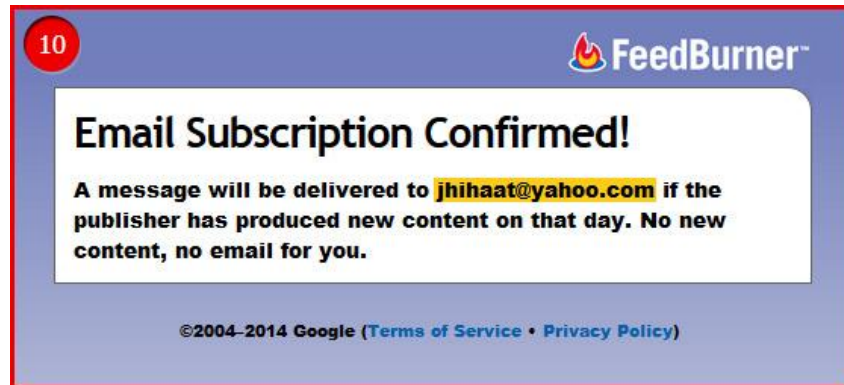 10
FeedBurner™
Email Subscription Confirmed!
A message will be delivered to jhihaat@yahoo.com if the
publisher has produced new content on that day. No new
content, no email for you.
©2004–2014 Google (Terms of Service • Privacy Policy)